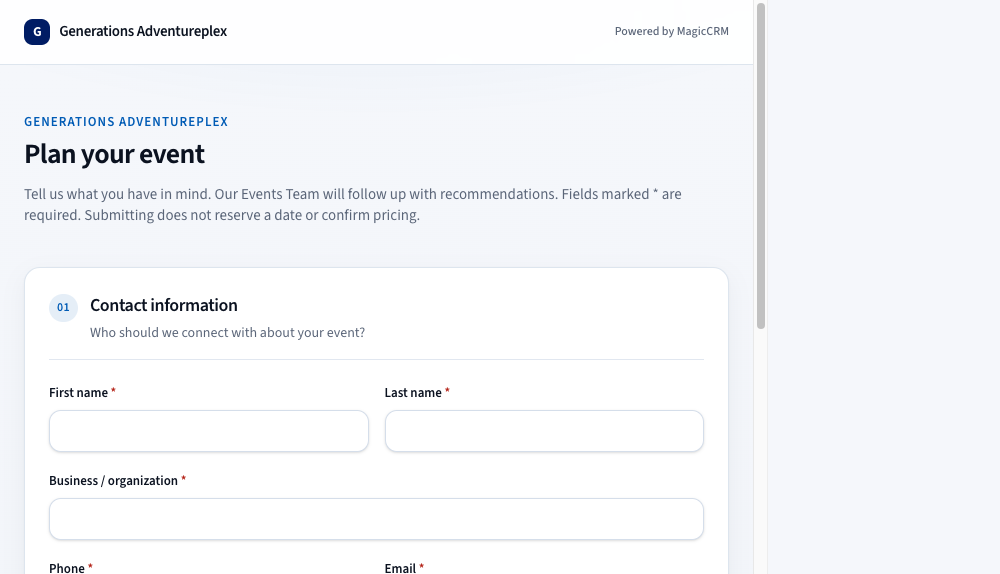 G Generations Adventureplex
Powered by MagicCRM
GENERATIONS ADVENTUREPLEX
Plan your event
Tell us what you have in mind. Our Events Team will follow up with recommendations. Fields marked * are
required. Submitting does not reserve a date or confirm pricing.
01 Contact information
Who should we connect with about your event?
First name * Last name *
Business / organization *
Phone * Email *